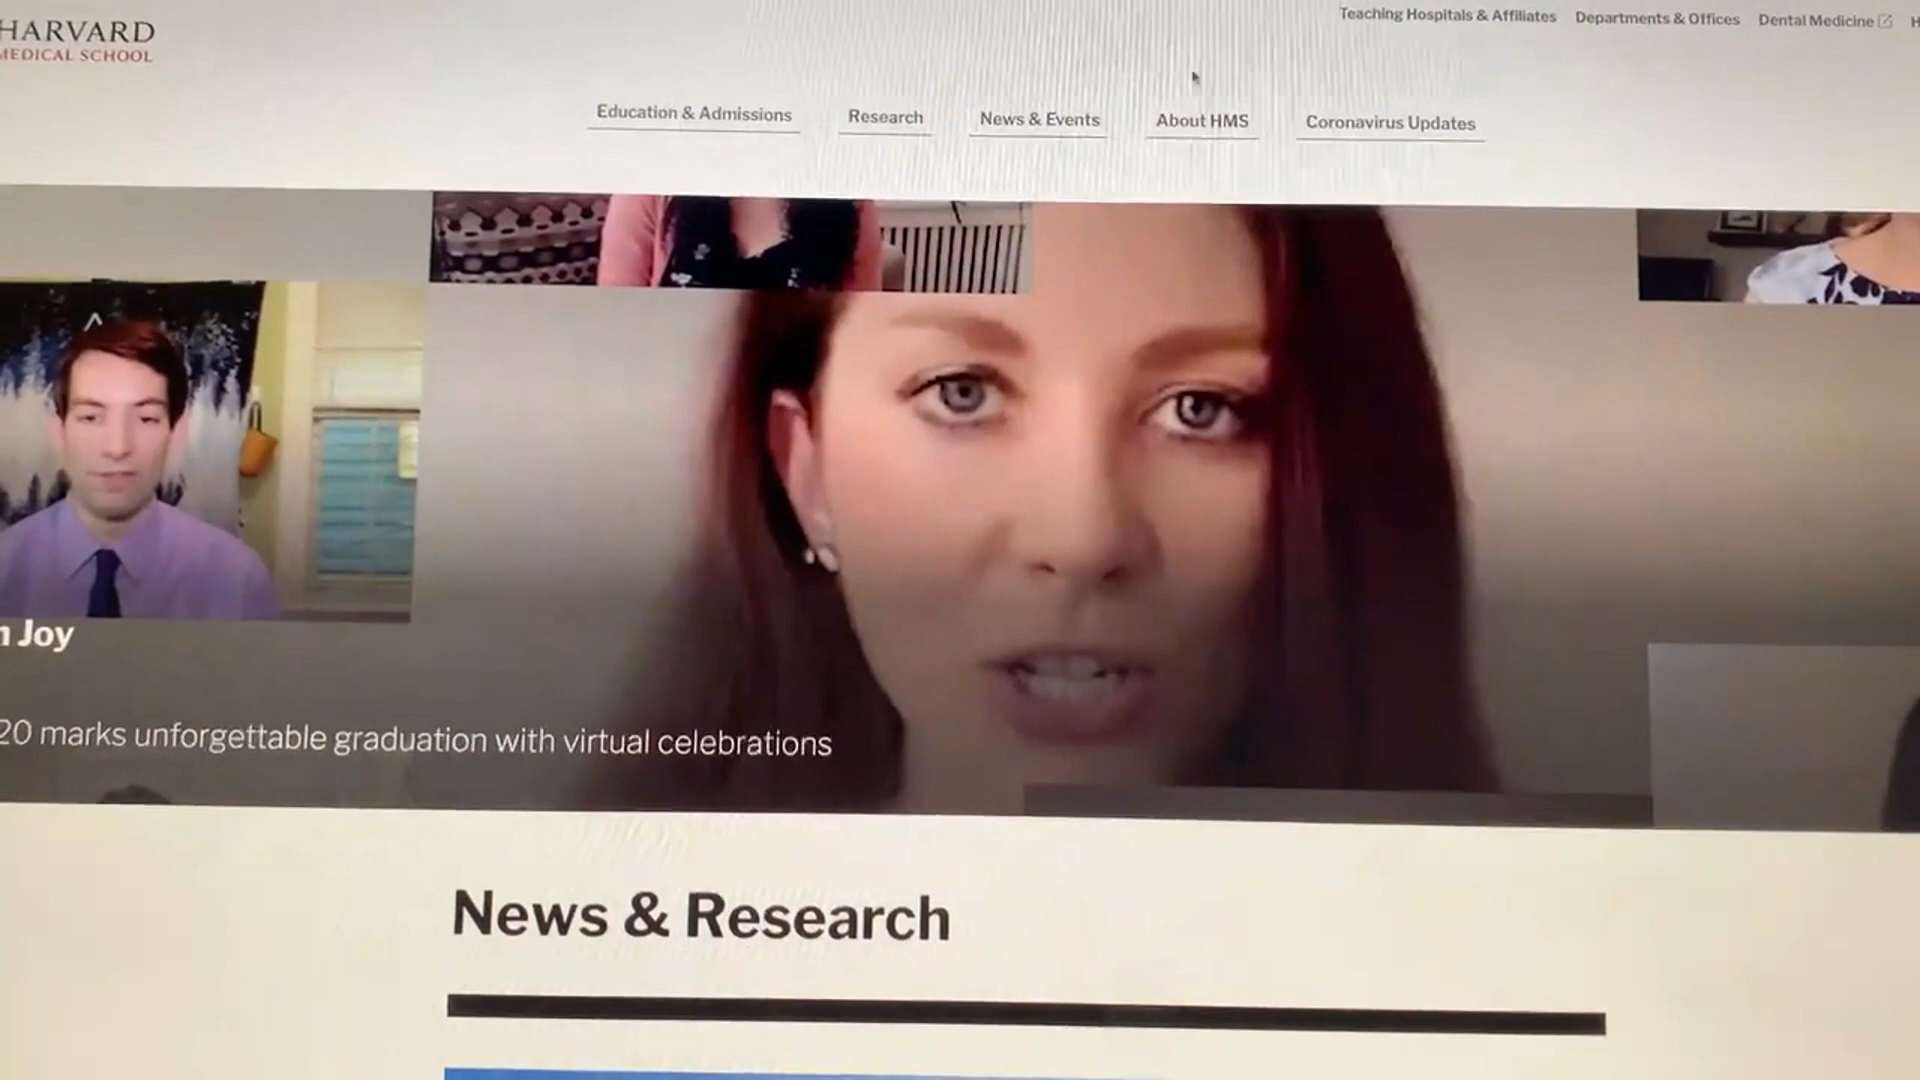 HARVARD
MEDICAL SCHOOL
Teaching Hospitals & Affiliates Departments & Offices Dental Medicine
Education & Admissions Research News & Events About HMS Coronavirus Updates
Joy
20 marks unforgettable graduation with virtual celebrations
News & Research